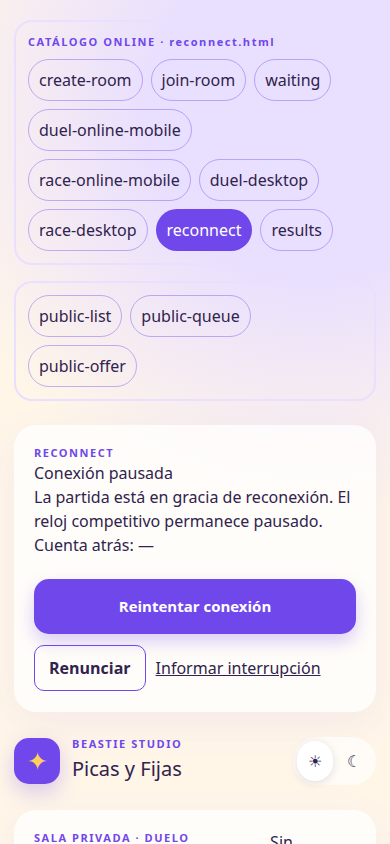 CATÁLOGO ONLINE · reconnect.html
create-room join-room waiting
duel-online-mobile
race-online-mobile duel-desktop
race-desktop reconnect results
public-list public-queue
public-offer
RECONNECT
Conexión pausada
La partida está en gracia de reconexión. El
reloj competitivo permanece pausado.
Cuenta atrás: —
Reintentar conexión
Renunciar Informar interrupción
BEASTIE STUDIO
Picas y Fijas
SALA PRIVADA · DUELO
Sin